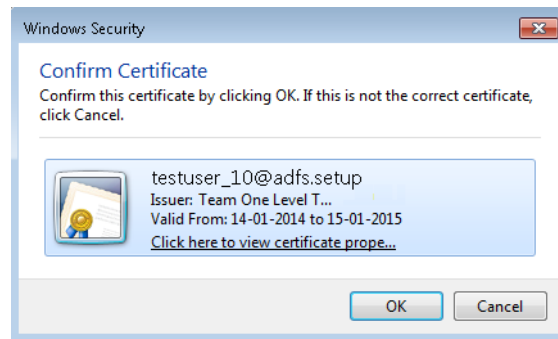 Windows Security
Confirm Certificate
Confirm this certificate by clicking OK. If this is not the correct certificate,
click Cancel.
testuser_10@adfs.setup
Issuer: Team One Level T...
Valid From: 14-01-2014 to 15-01-2015
Click here to view certificate prope...
OK
Cancel